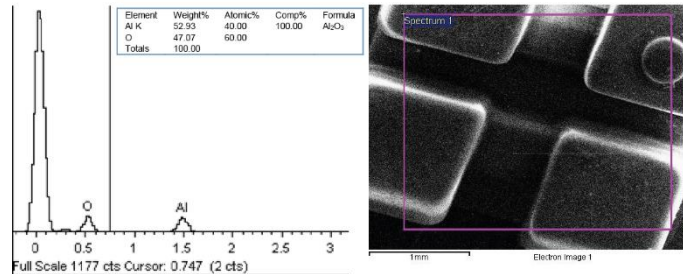 Element Weight% Atomic% Comp% Formula
Al K 52.93 40.00 100.00 Al₂O₃
O 47.07 60.00
Totals 100.00
O Al
0 0.5 1 1.5 2 2.5 3
Full Scale 1177 cts Cursor: 0.747 (2 cts)
Spectrum 1
1mm Electron Image 1